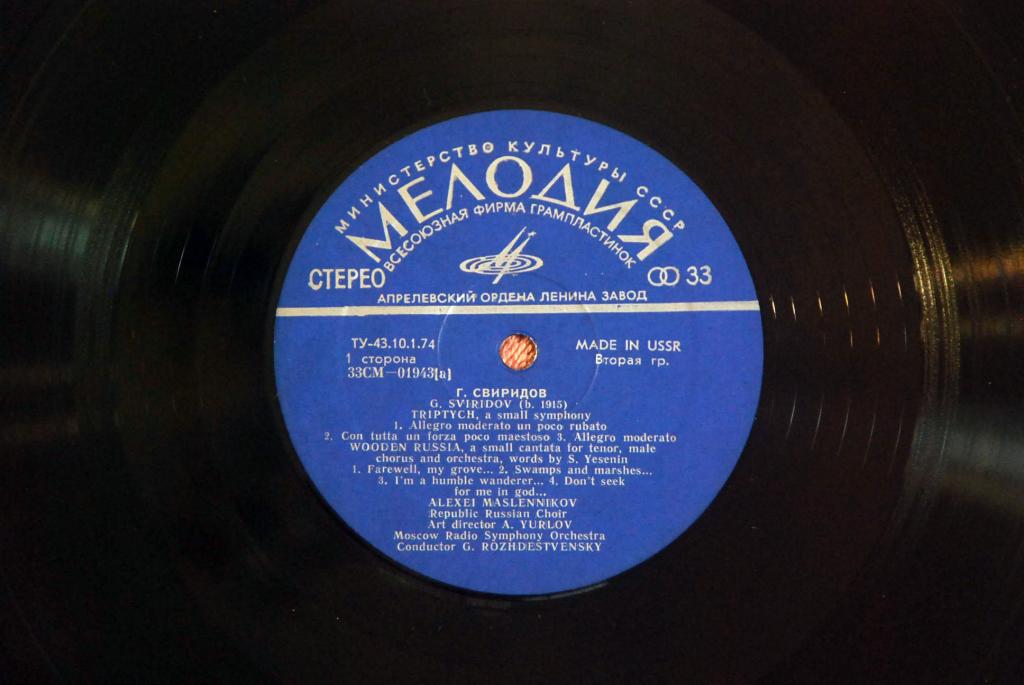 МИНИСТЕРСТВО КУЛЬТУРЫ СССР
МЕЛОДИЯ
ВСЕСОЮЗНАЯ ФИРМА ГРАМПЛАСТИНОК
СТЕРЕО
33
АПРЕЛЕВСКИЙ ОРДЕНА ЛЕНИНА ЗАВОД
ТУ-43.10.1.74
1 сторона
33СМ—01943(а)
MADE IN USSR
Вторая гр.
Г. СВИРИДОВ
G. SVIRIDOV (b. 1915)
TRIPTYCH, a small symphony
1. Allegro moderato un poco rubato
2. Con tutta un forza poco maestoso 3. Allegro moderato
WOODEN RUSSIA, a small cantata for tenor, male
chorus and orchestra, words by S. Yesenin
1. Farewell, my grove... 2. Swamps and marshes...
3. I'm a humble wanderer... 4. Don't seek
for me in god...
ALEXEI MASLENNIKOV
Republic Russian Choir
Art director A. YURLOV
Moscow Radio Symphony Orchestra
Conductor G. ROZHDESTVENSKY